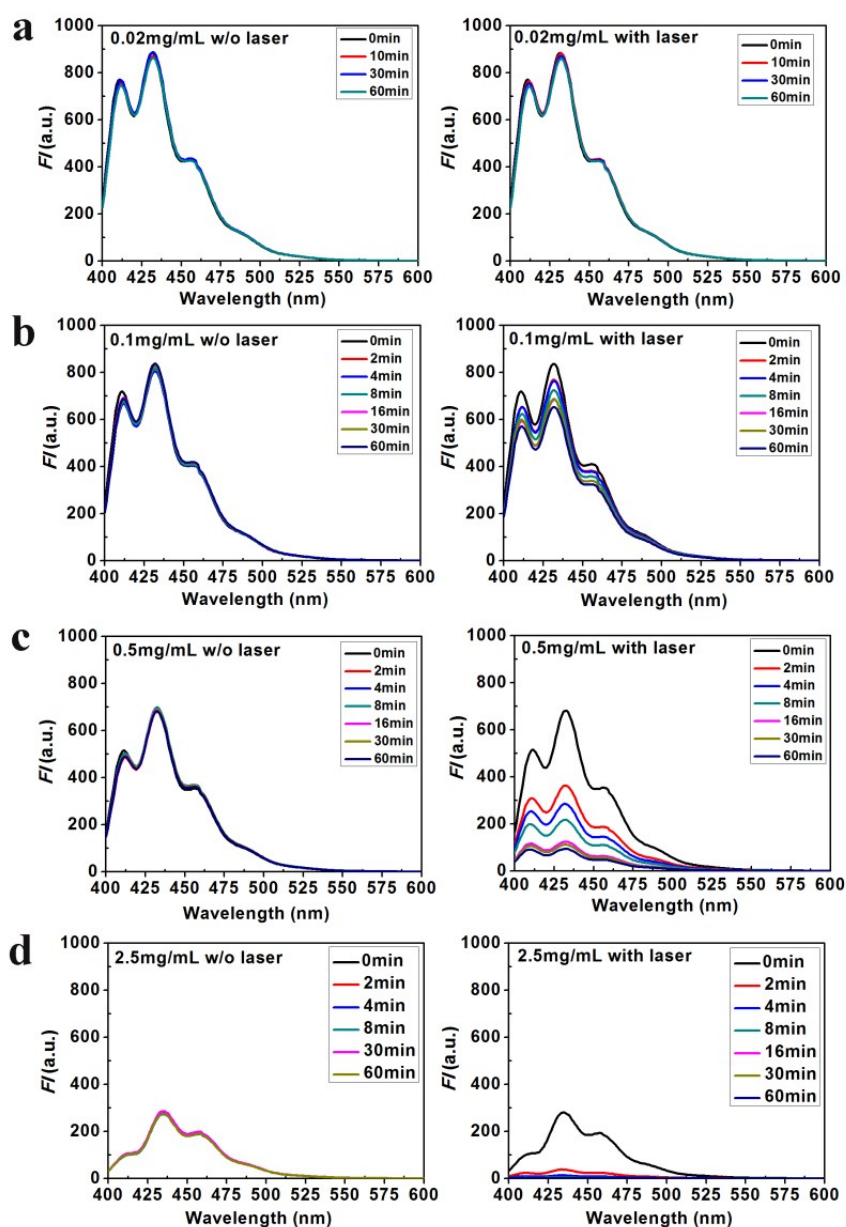 a
0.02mg/mL w/o laser
0min
10min
30min
60min
1000
800
600
400
200
0
F/(a.u.)
400 425 450 475 500 525 550 575 600
Wavelength (nm)
0.02mg/mL with laser
0min
10min
30min
60min
1000
800
600
400
200
0
F/(a.u.)
400 425 450 475 500 525 550 575 600
Wavelength (nm)
b
0.1mg/mL w/o laser
0min
2min
4min
8min
16min
30min
60min
1000
800
600
400
200
0
F/(a.u.)
400 425 450 475 500 525 550 575 600
Wavelength (nm)
0.1mg/mL with laser
0min
2min
4min
8min
16min
30min
60min
1000
800
600
400
200
0
F/(a.u.)
400 425 450 475 500 525 550 575 600
Wavelength (nm)
c
0.5mg/mL w/o laser
0min
2min
4min
8min
16min
30min
60min
1000
800
600
400
200
0
F/(a.u.)
400 425 450 475 500 525 550 575 600
Wavelength (nm)
0.5mg/mL with laser
0min
2min
4min
8min
16min
30min
60min
1000
800
600
400
200
0
F/(a.u.)
400 425 450 475 500 525 550 575 600
Wavelength (nm)
d
2.5mg/mL w/o laser
0min
2min
4min
8min
30min
60min
1000
800
600
400
200
0
F/(a.u.)
400 425 450 475 500 525 550 575 600
Wavelength (nm)
2.5mg/mL with laser
0min
2min
4min
8min
16min
30min
60min
1000
800
600
400
200
0
F/(a.u.)
400 425 450 475 500 525 550 575 600
Wavelength (nm)